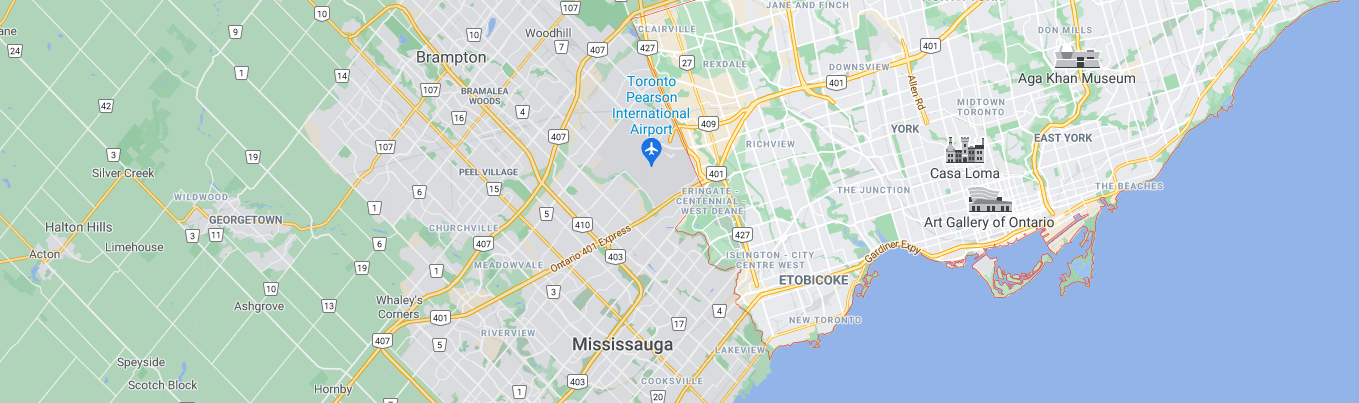 JANE AND FINCH
NORTH YORK
107
10
CLAIRVILLE
Woodhill
10
9
DON MILLS
ane
24
7
407
427
401
Brampton
27
REXDALE
DOWNSVIEW
1
14
Aga Khan Museum
Toronto
Pearson
International
Airport
401
Allen Rd
107
BRAMALEA
WOODS
42
4
MIDTOWN
TORONTO
16
409
YORK
407
EAST YORK
RICHVIEW
107
3
19
Silver Creek
PEEL VILLAGE
401
Casa Loma
15
6
ERINGATE -
CENTENNIAL -
WEST DEANE
THE JUNCTION
THE BEACHES
WILDWOOD
1
5
GEORGETOWN
410
Art Gallery of Ontario
Halton Hills
3
11
CHURCHVILLE
427
Limehouse
6
407
Ontario 401 Express
Gardiner Expy
Acton
403
ISLINGTON - CITY
CENTRE WEST
19
1
MEADOWVALE
ETOBICOKE
10
3
Ashgrove
13
Whaley's
Corners
4
401
17
NEW TORONTO
RIVERVIEW
407
5
Mississauga
LAKEVIEW
Speyside
Scotch Block
Hornby
1
403
COOKSVILLE
20